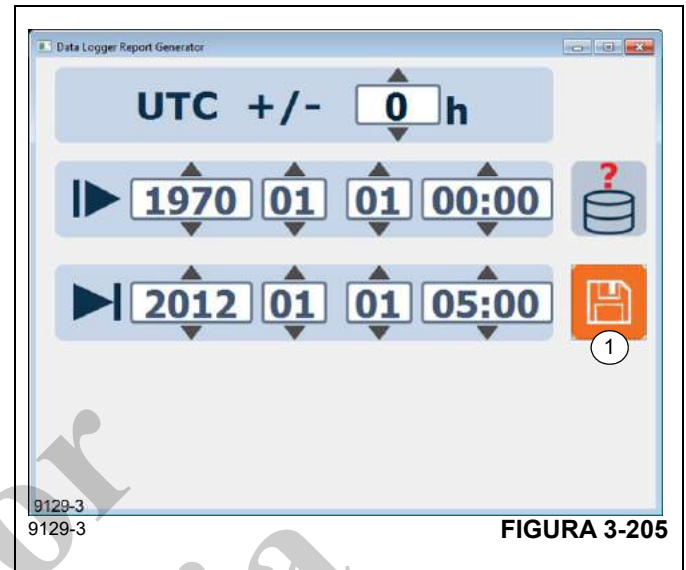 Data Logger Report Generator
UTC +/- 0 h
1970 01 01 00:00
?
2012 01 01 05:00
1
9129-3
9129-3
FIGURA 3-205